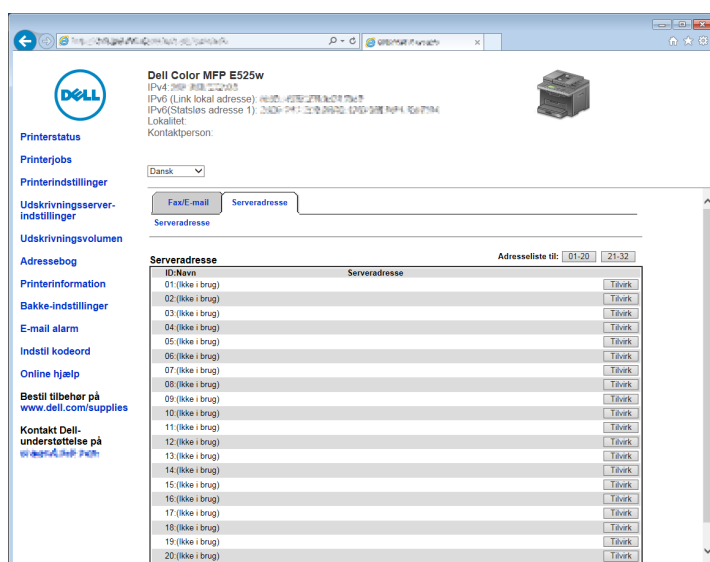 DELL
Dell Color MFP E525w
IPv4:
IPv6 (Link lokal adresse):
IPv6(Statsløs adresse 1):
Lokalitet:
Kontaktperson:
Dansk
Printerstatus
Printerjobs
Printerindstillinger
Udskrivningsserver-
indstillinger
Udskrivningsvolumen
Adressebog
Printerinformation
Bakke-indstillinger
E-mail alarm
Indstil kodeord
Online hjælp
Bestil tilbehør på
www.dell.com/supplies
Kontakt Dell-
understøttelse på
Fax/E-mail Serveradresse
Serveradresse
Serveradresse Adresseliste til: 01-20 21-32
ID:Navn Serveradresse
01:(Ikke i brug) Tilvirk
02:(Ikke i brug) Tilvirk
03:(Ikke i brug) Tilvirk
04:(Ikke i brug) Tilvirk
05:(Ikke i brug) Tilvirk
06:(Ikke i brug) Tilvirk
07:(Ikke i brug) Tilvirk
08:(Ikke i brug) Tilvirk
09:(Ikke i brug) Tilvirk
10:(Ikke i brug) Tilvirk
11:(Ikke i brug) Tilvirk
12:(Ikke i brug) Tilvirk
13:(Ikke i brug) Tilvirk
14:(Ikke i brug) Tilvirk
15:(Ikke i brug) Tilvirk
16:(Ikke i brug) Tilvirk
17:(Ikke i brug) Tilvirk
18:(Ikke i brug) Tilvirk
19:(Ikke i brug) Tilvirk
20:(Ikke i brug) Tilvirk